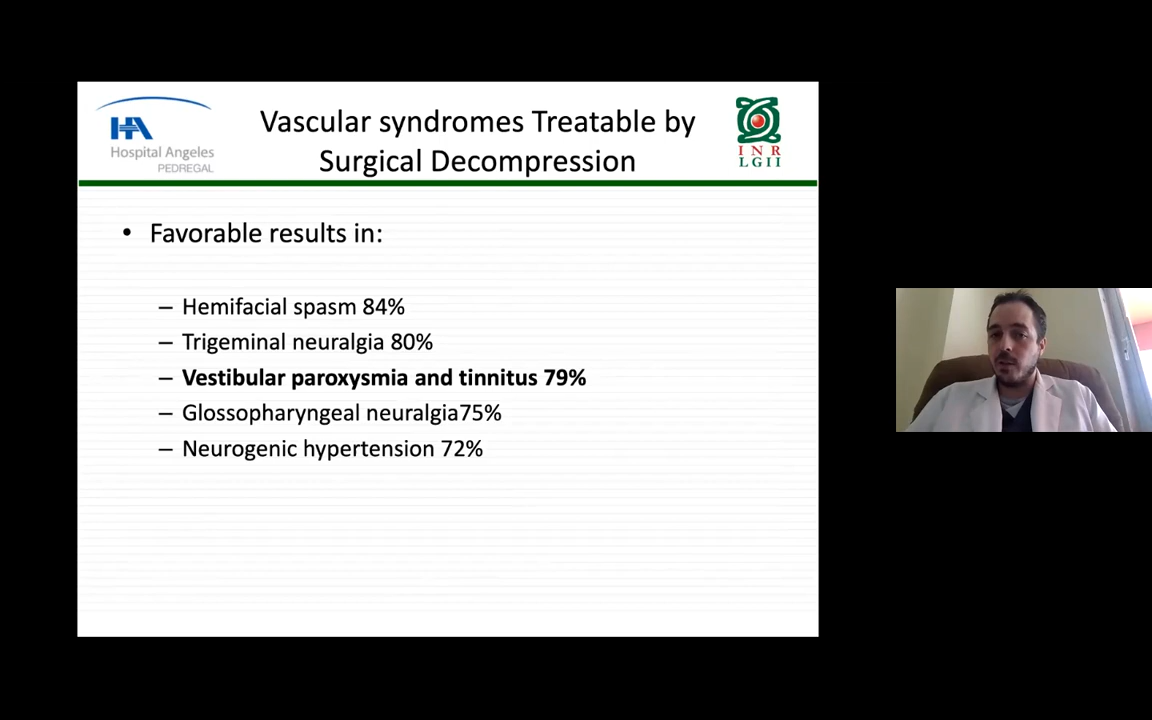 HA
Hospital Angeles
PEDREGAL
Vascular syndromes Treatable by
Surgical Decompression
INR
LGII
• Favorable results in:
– Hemifacial spasm 84%
– Trigeminal neuralgia 80%
– Vestibular paroxysmia and tinnitus 79%
– Glossopharyngeal neuralgia75%
– Neurogenic hypertension 72%